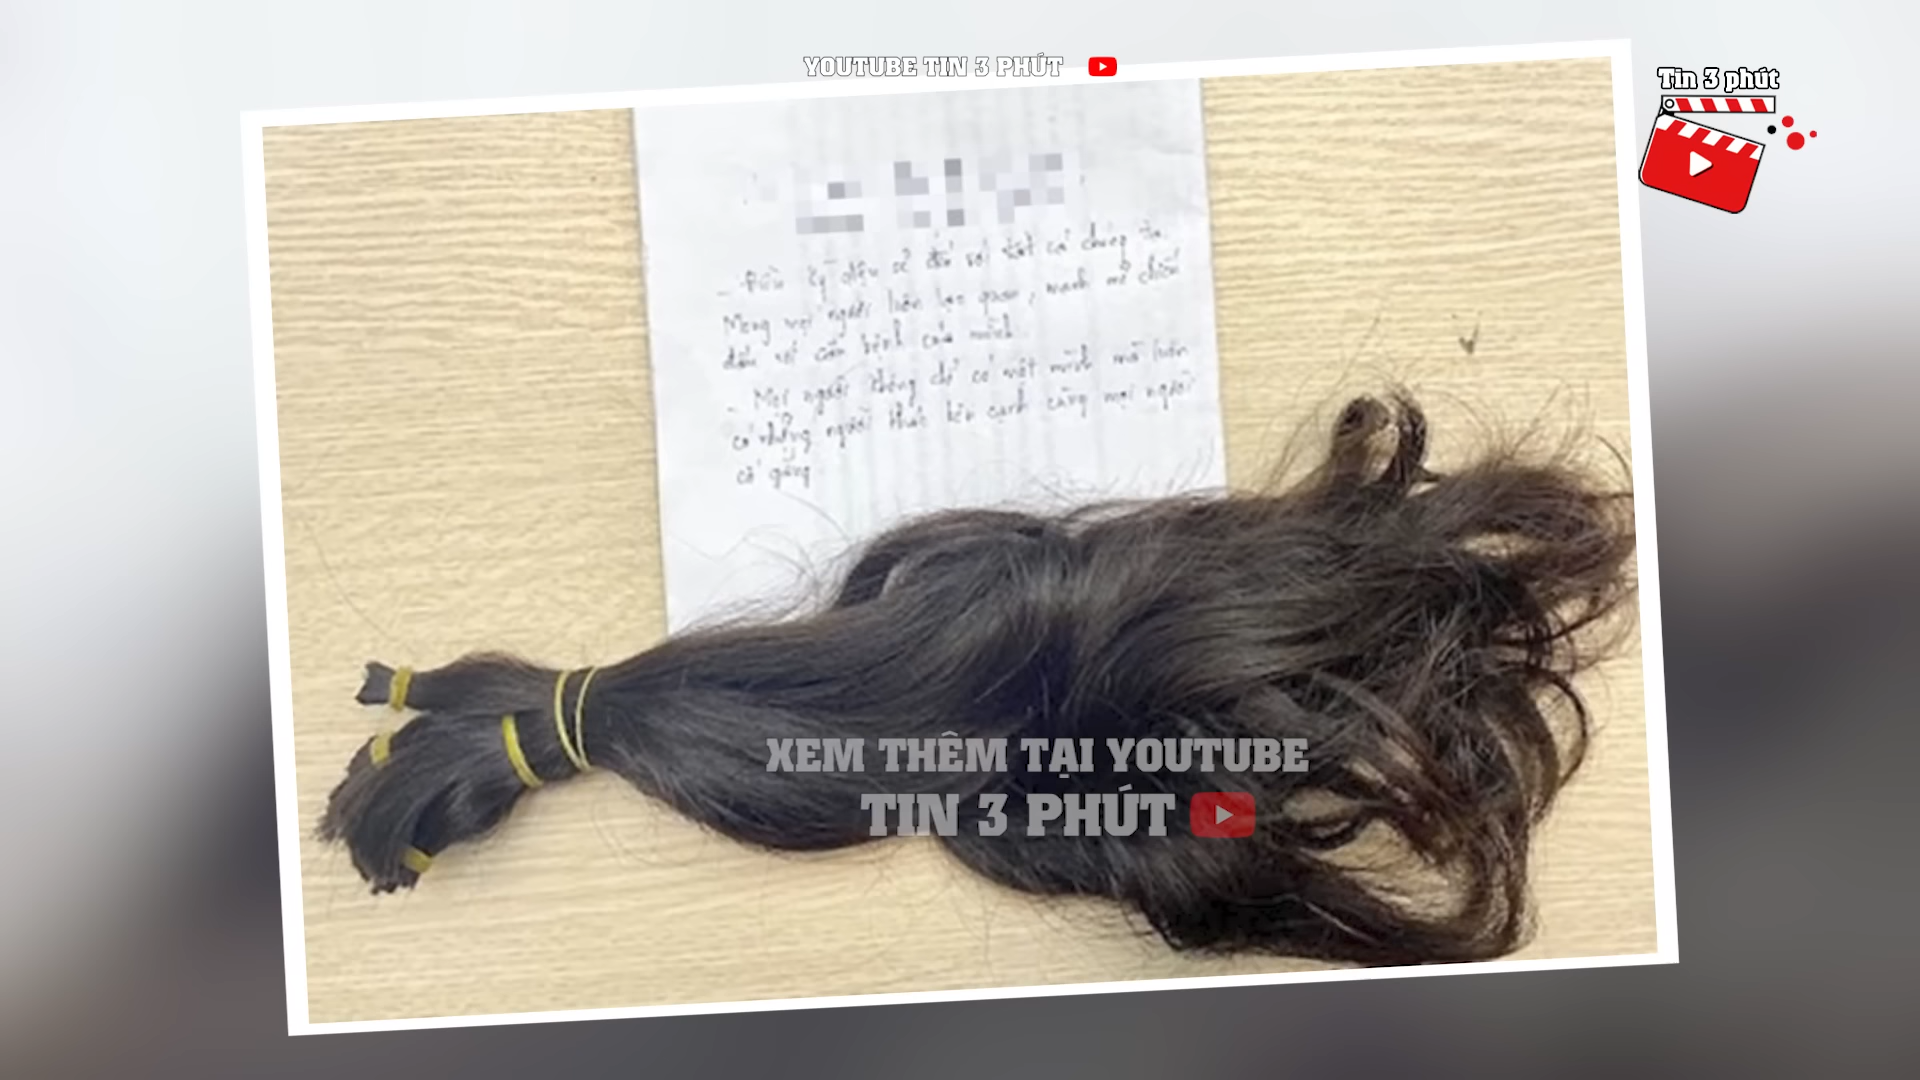 YOUTUBE TIN 3 PHÚT
Tin 3 phút
- Điều kỳ diệu sẽ đến với tất cả chúng ta.
Mong mọi người luôn lạc quan, mạnh mẽ chiến
đấu với căn bệnh của mình.
- Mọi người không chỉ có một mình mà luôn
có những người khác bên cạnh cùng mọi người
cố gắng
XEM THÊM TẠI YOUTUBE
TIN 3 PHÚT